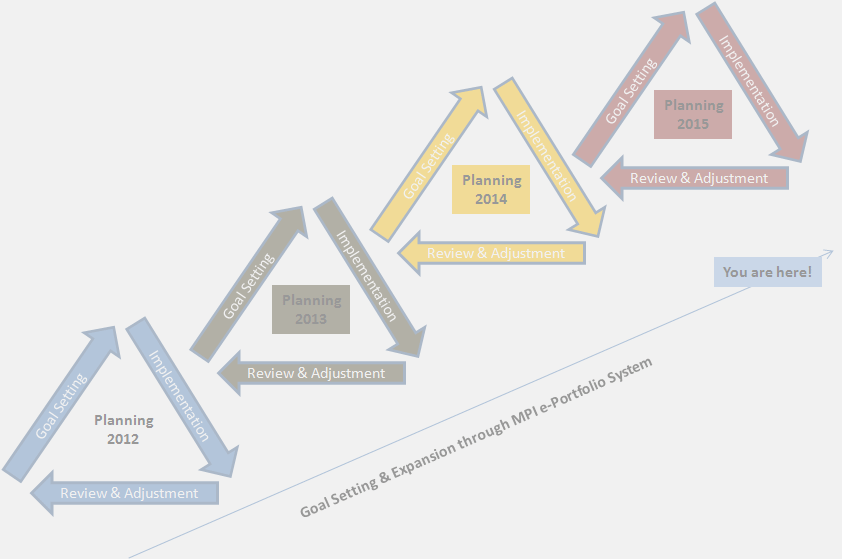 Goal Setting
Implementation
Planning
2015
Review & Adjustment
Goal Setting
Implementation
Planning
2014
Review & Adjustment
You are here!
Goal Setting
Implementation
Planning
2013
Review & Adjustment
Goal Setting
Implementation
Planning
2012
Review & Adjustment
Goal Setting & Expansion through MPI e-Portfolio System